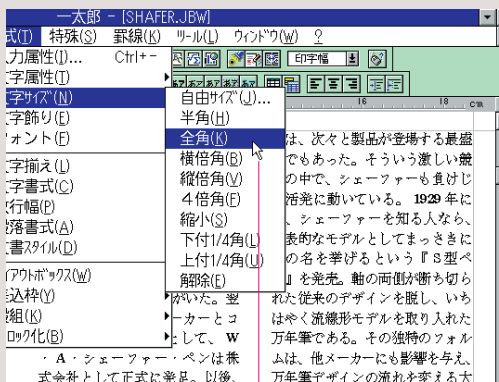 一太郎 - [SHAFER.JBW]
式(T) 特殊(S) 罫線(K) ツール(L) ウィンドウ(W) ?
入力属性(I)... Ctrl+-
文字属性(T)
文字サイズ(N)
文字飾り(E)
フォント(F)
文字揃え(L)
文字書式(C)
改行幅(P)
段落書式(A)
文書スタイル(D)
レイアウトボックス(W)
差込枠(Y)
段組(K)
ブロック化(B)
印字幅
自由サイズ(J)...
半角(H)
全角(K)
横倍角(B)
縦倍角(V)
4倍角(F)
縮小(S)
下付1/4角(L)
上付1/4角(U)
解除(E)
16 18 cm
は、次々と製品が登場する最盛
でもあった。そういう激しい競
の中で、シェーファーも負けじ
活発に動いている。1929年に
、シェーファーを知る人なら、
表的なモデルとしてまっさきに
の名を挙げるという『S型ペ
』を発売。軸の両側が断ち切ら
れた従来のデザインを脱し、いち
はやく流線形モデルを取り入れた
万年筆である。その独特のフォル
ムは、他メーカーにも影響を与え、
万年筆デザインの流れを変える大
がいた。翌
ーカーとコ
として、W
・A・シェーファー・ペンは株
式会社として正式に発足。以後、